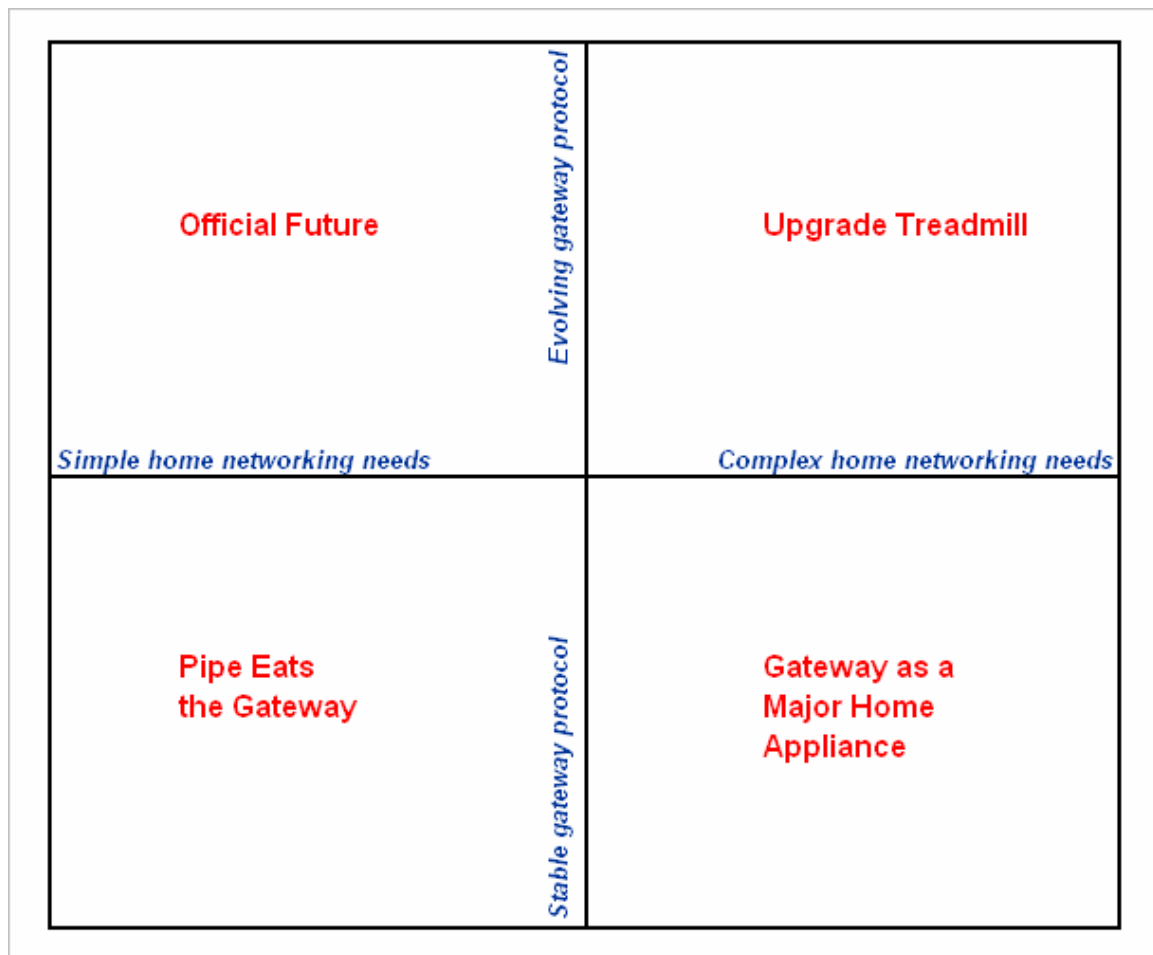 Evolving gateway protocol
Official Future
Upgrade Treadmill
Simple home networking needs
Complex home networking needs
Pipe Eats
the Gateway
Stable gateway protocol
Gateway as a
Major Home
Appliance